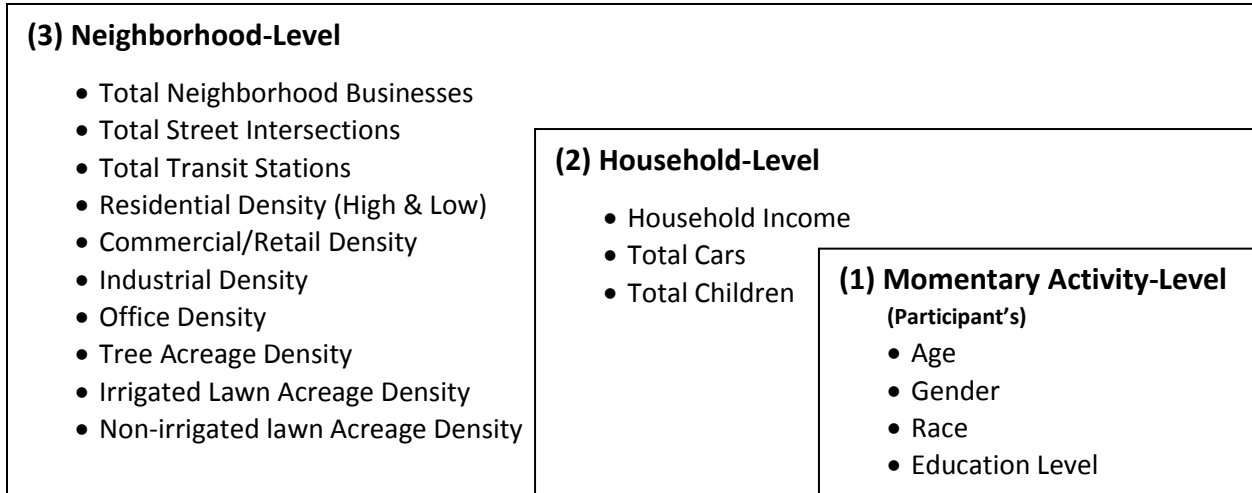 (3) Neighborhood-Level
• Total Neighborhood Businesses
• Total Street Intersections
• Total Transit Stations
• Residential Density (High & Low)
• Commercial/Retail Density
• Industrial Density
• Office Density
• Tree Acreage Density
• Irrigated Lawn Acreage Density
• Non-irrigated lawn Acreage Density
(2) Household-Level
• Household Income
• Total Cars
• Total Children
(1) Momentary Activity-Level
(Participant’s)
• Age
• Gender
• Race
• Education Level